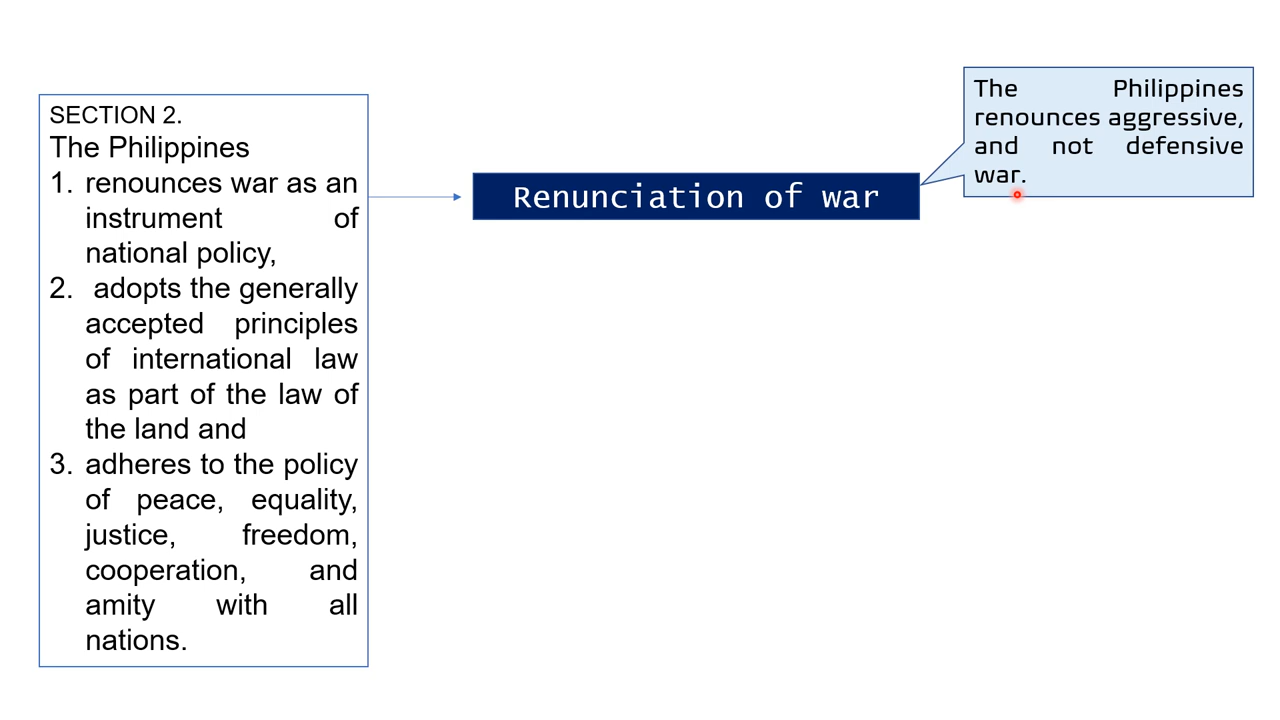 SECTION 2.
The Philippines
1. renounces war as an
instrument of
national policy,
2. adopts the generally
accepted principles
of international law
as part of the law of
the land and
3. adheres to the policy
of peace, equality,
justice, freedom,
cooperation, and
amity with all
nations.
Renunciation of war
The Philippines
renounces aggressive,
and not defensive
war.